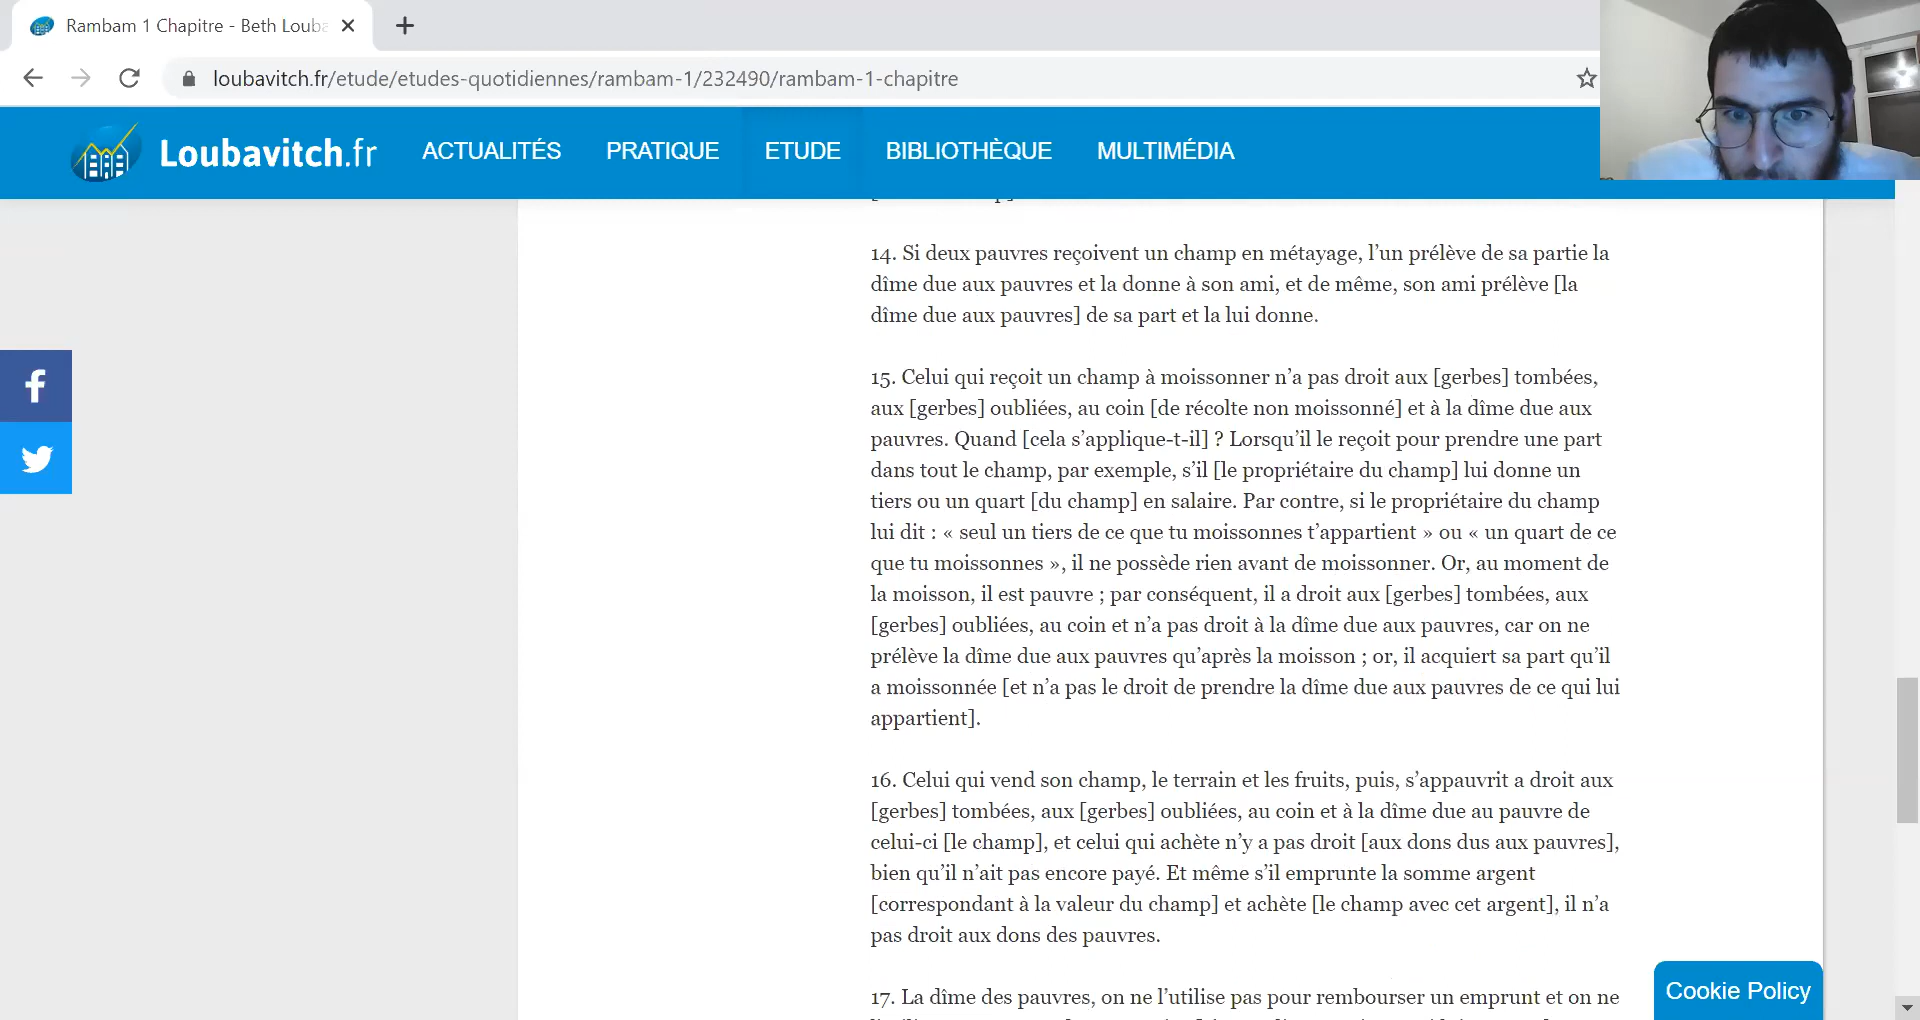 Rambam 1 Chapitre - Beth Louba
loubavitch.fr/etude/etudes-quotidiennes/rambam-1/232490/rambam-1-chapitre
Loubavitch.fr ACTUALITÉS PRATIQUE ETUDE BIBLIOTHÈQUE MULTIMÉDIA
14. Si deux pauvres reçoivent un champ en métayage, l’un prélève de sa partie la
dîme due aux pauvres et la donne à son ami, et de même, son ami prélève [la
dîme due aux pauvres] de sa part et la lui donne.
15. Celui qui reçoit un champ à moissonner n’a pas droit aux [gerbes] tombées,
aux [gerbes] oubliées, au coin [de récolte non moissonné] et à la dîme due aux
pauvres. Quand [cela s’applique-t-il] ? Lorsqu’il le reçoit pour prendre une part
dans tout le champ, par exemple, s’il [le propriétaire du champ] lui donne un
tiers ou un quart [du champ] en salaire. Par contre, si le propriétaire du champ
lui dit : « seul un tiers de ce que tu moissonnes t’appartient » ou « un quart de ce
que tu moissonnes », il ne possède rien avant de moissonner. Or, au moment de
la moisson, il est pauvre ; par conséquent, il a droit aux [gerbes] tombées, aux
[gerbes] oubliées, au coin et n’a pas droit à la dîme due aux pauvres, car on ne
prélève la dîme due aux pauvres qu’après la moisson ; or, il acquiert sa part qu’il
a moissonnée [et n’a pas le droit de prendre la dîme due aux pauvres de ce qui lui
appartient].
16. Celui qui vend son champ, le terrain et les fruits, puis, s’appauvrit a droit aux
[gerbes] tombées, aux [gerbes] oubliées, au coin et à la dîme due au pauvre de
celui-ci [le champ], et celui qui achète n’y a pas droit [aux dons dus aux pauvres],
bien qu’il n’ait pas encore payé. Et même s’il emprunte la somme argent
[correspondant à la valeur du champ] et achète [le champ avec cet argent], il n’a
pas droit aux dons des pauvres.
17. La dîme des pauvres, on ne l’utilise pas pour rembourser un emprunt et on ne
Cookie Policy